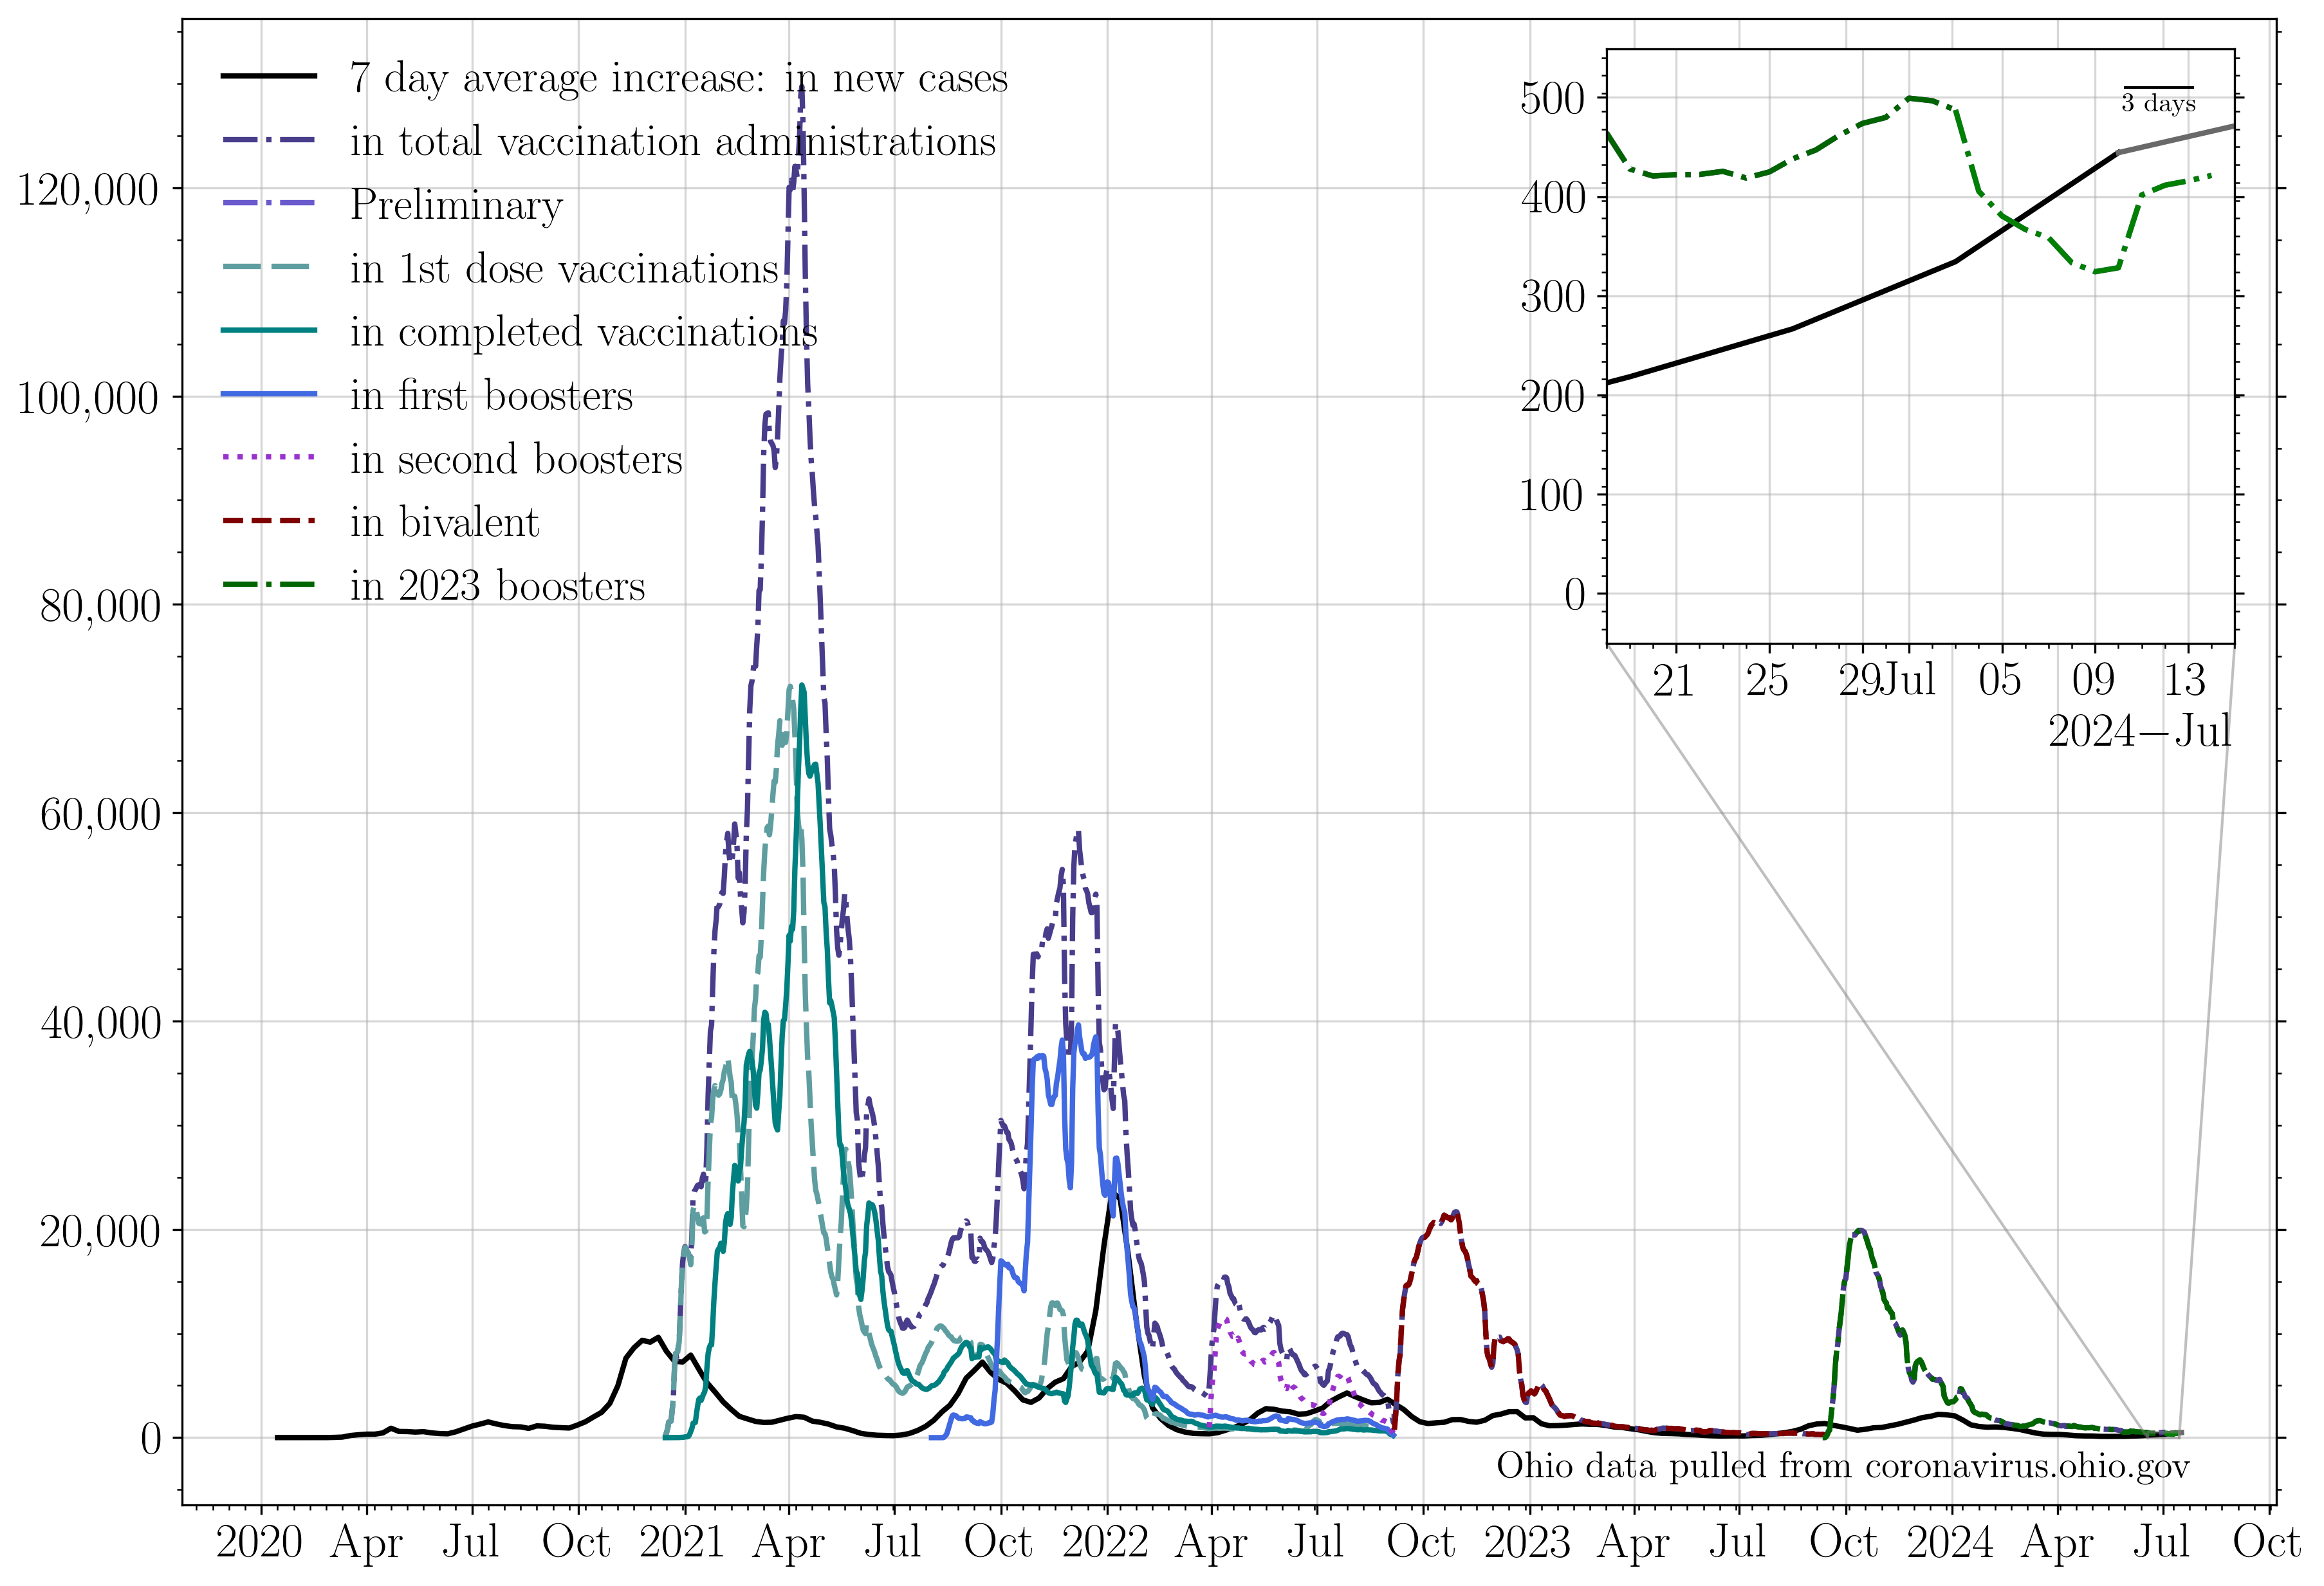 7 day average increase: in new cases
in total vaccination administrations
Preliminary
in 1st dose vaccinations
in completed vaccinations
in first boosters
in second boosters
in bivalent
in 2023 boosters
120,000
100,000
80,000
60,000
40,000
20,000
0
500
400
300
200
100
0
3 days
21 25 29 Jul 05 09 13
2024—Jul
Ohio data pulled from coronavirus.ohio.gov
2020 Apr Jul Oct 2021 Apr Jul Oct 2022 Apr Jul Oct 2023 Apr Jul Oct 2024 Apr Jul Oct